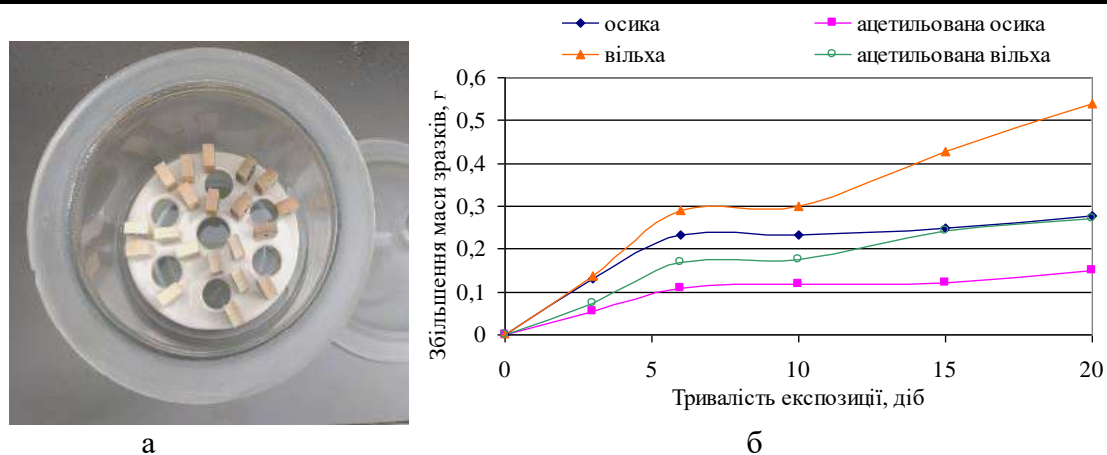 осика
ацетильована осика
вільха
ацетильована вільха
Збільшення маси зразків, г
0,6
0,5
0,4
0,3
0,2
0,1
0
0 5 10 15 20
Тривалість експозиції, діб
а
б